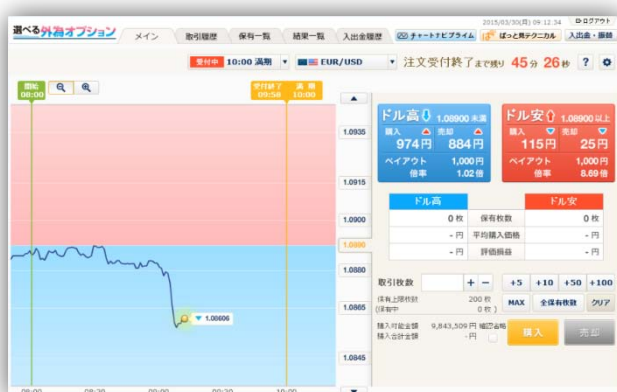 2015/03/30(月) 09:12:34 ログアウト
選べる外為オプション メイン 取引履歴 保有一覧 結果一覧 入出金履歴 チャートナビプライム ぱっと見テクニカル 入出金・振替
受付中 10:00 満期 EUR/USD 注文受付終了まで残り 45分 26秒 ?
開始 08:00
受付終了 09:58 満期 10:00
1.0935
1.0915
1.0900
1.0890
1.0880
1.0865
1.0845
1.08606
08:00 08:30 09:00 09:30 10:00
ドル高 1.08900 未満
購入 売却
974円 884円
ペイアウト 1,000円
倍率 1.02倍
ドル安 1.08900 以上
購入 売却
115円 25円
ペイアウト 1,000円
倍率 8.69倍
ドル高 ドル安
0 枚 保有枚数 0 枚
- 円 平均購入価格 - 円
- 円 評価損益 - 円
取引枚数 + − +5 +10 +50 +100
保有上限枚数 200 枚 MAX 全保有枚数 クリア
(保有中 0 枚 )
購入可能金額 9,843,509 円 確認省略
購入合計金額 - 円
購入 売却